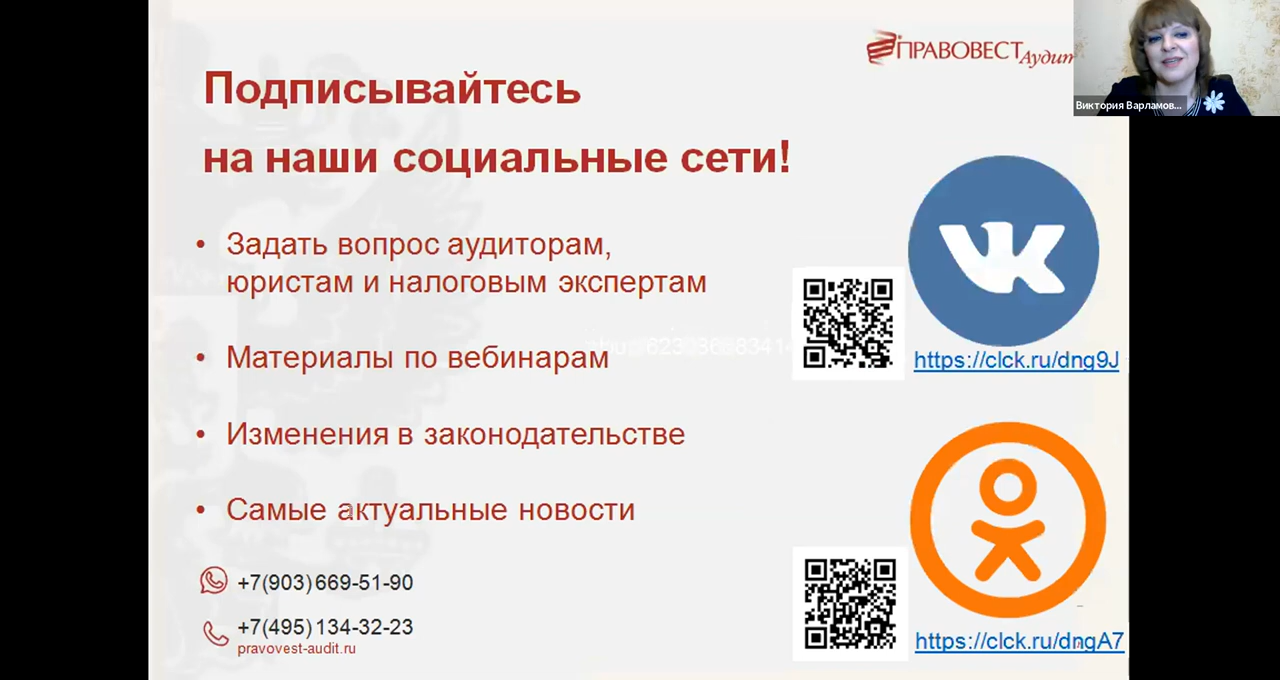 ПРАВОВЕСТ Аудит
Виктория Варламов...
Подписывайтесь
на наши социальные сети!
• Задать вопрос аудиторам,
юристам и налоговым экспертам
• Материалы по вебинарам
• Изменения в законодательстве
• Самые актуальные новости
https://clck.ru/dng9J
+7(903)669-51-90
+7(495)134-32-23
pravovest-audit.ru
https://clck.ru/dngA7